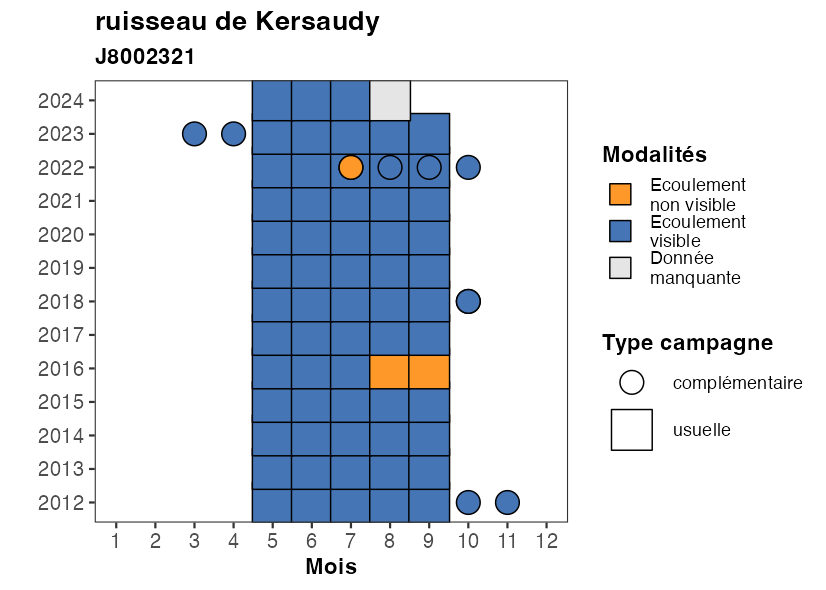 ruisseau de Kersaudy
J8002321
2024
2023
2022
2021
2020
2019
2018
2017
2016
2015
2014
2013
2012
1 2 3 4 5 6 7 8 9 10 11 12
Mois
Modalités
Ecoulement
non visible
Ecoulement
visible
Donnée
manquante
Type campagne
complémentaire
usuelle